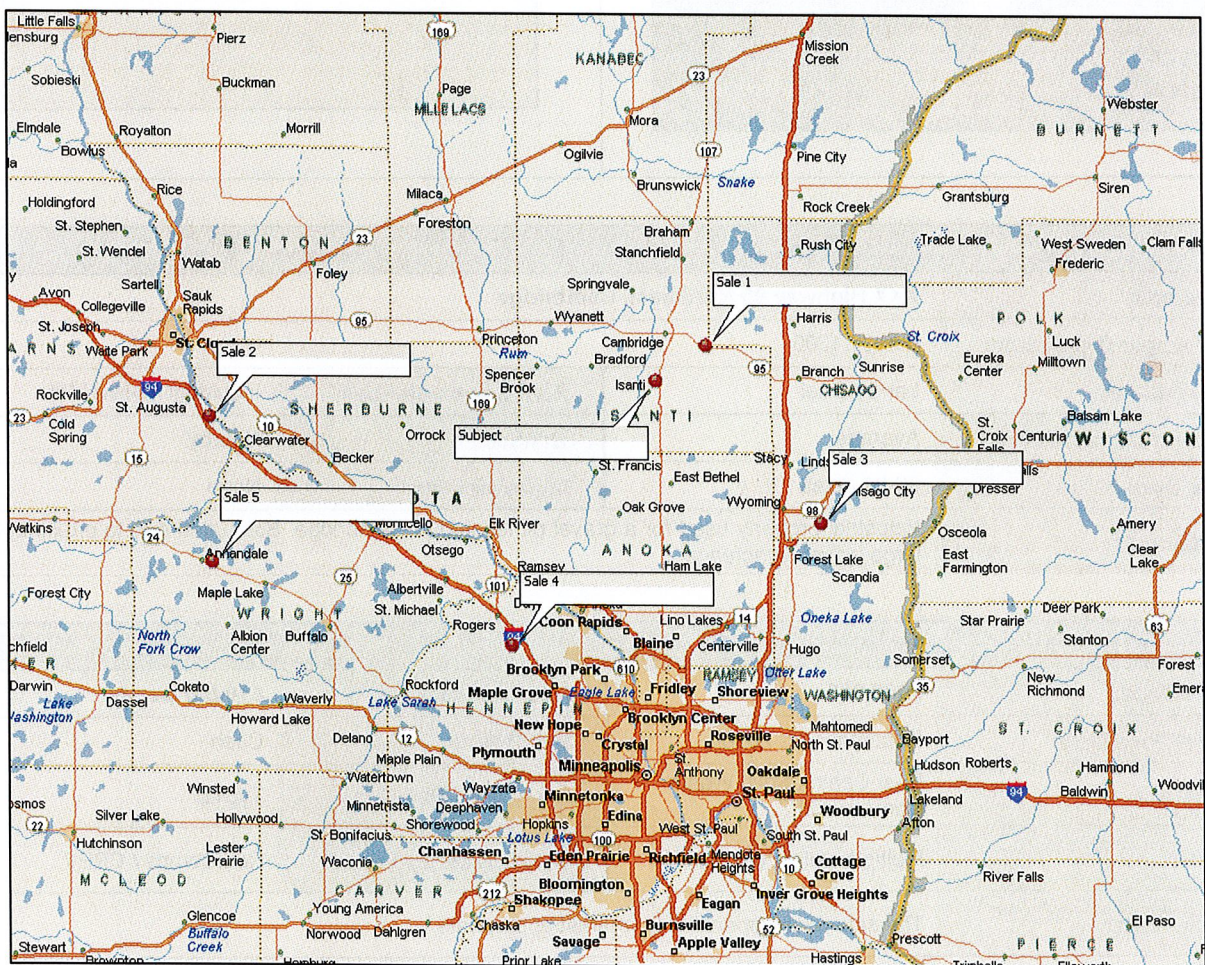 Little Falls
Pierz
169
Mission Creek
Sobieski
Buckman
Page
KANABEC
23
MILLE LACS
Webster
Elmdale
Bowlus
Royalton
Morrill
Mora
BURNETT
Ogilvie
107
Pine City
Brunswick
Snake
Siren
Rice
Milaca
Rock Creek
Grantsburg
Holdingford
Foreston
St. Stephen
Braham
BENTON
23
Rush City
Trade Lake
West Sweden
Clam Falls
St. Wendel
Watab
Stanchfield
Frederic
Foley
Sartell
Springvale
Sale 1
Avon
Sauk Rapids
Collegeville
95
Wyanett
Harris
POLK
St. Joseph
Princeton
Cambridge
St. Croix
Luck
Waite Park
Sale 2
Rum
Bradford
Sunrise
Eureka Center
Milltown
94
Spencer Brook
Isanti
95
Branch
CHISAGO
Rockville
St. Augusta
SHERBURNE
169
ISANTI
23
Cold Spring
10
Orrock
Balsam Lake
Clearwater
Subject
St. Croix Falls
Centuria
WISCON
15
Becker
Stacy
Sale 3
St. Francis
East Bethel
Sale 5
Wyoming
Chisago City
Dresser
98
Watkins
Oak Grove
Monticello
Elk River
Osceola
Amery
24
Annandale
Otsego
ANOKA
Forest Lake
East Farmington
Clear Lake
Ramsey
Ham Lake
Scandia
Maple Lake
25
Albertville
101
Sale 4
Forest City
WRIGHT
St. Michael
Deer Park
Rogers
Coon Rapids
Lino Lakes
14
Oneka Lake
Star Prairie
63
North Fork Crow
Albion Center
Buffalo
Blaine
Centerville
Hugo
Stanton
Brooklyn Park
610
RAMSEY
Otter Lake
Somerset
Forest
Darwin
Rockford
Maple Grove
Eagle Lake
Fridley
Shoreview
WASHINGTON
35
New Richmond
Lake Washington
Dassel
Cokato
Waverly
Lake Sarah
HENNEPIN
Brooklyn Center
Howard Lake
New Hope
Mahtomedi
ST. CROIX
Delano
12
Crystal
Roseville
Plymouth
North St. Paul
Bayport
Maple Plain
Minneapolis
St. Anthony
Oakdale
Hudson
Roberts
Hammond
Winsted
Watertown
Wayzata
St. Paul
94
Baldwin
Minnetrista
Deephaven
Minnetonka
Lakeland
Silver Lake
Hollywood
Shorewood
Hopkins
Edina
Woodbury
Afton
22
Hutchinson
St. Bonifacius
Lotus Lake
100
West St. Paul
South St. Paul
Lester Prairie
Waconia
Chanhassen
Eden Prairie
Richfield
Mendota Heights
10
Cottage Grove
River Falls
MCLEOD
CARVER
212
Bloomington
Inver Grove Heights
Shakopee
Eagan
Glencoe
Young America
Chaska
El Paso
Buffalo Creek
Norwood
Dahlgren
Burnsville
52
Prescott
Stewart
Savage
Apple Valley
PIERCE
Brownton
Prior Lake
Hastings